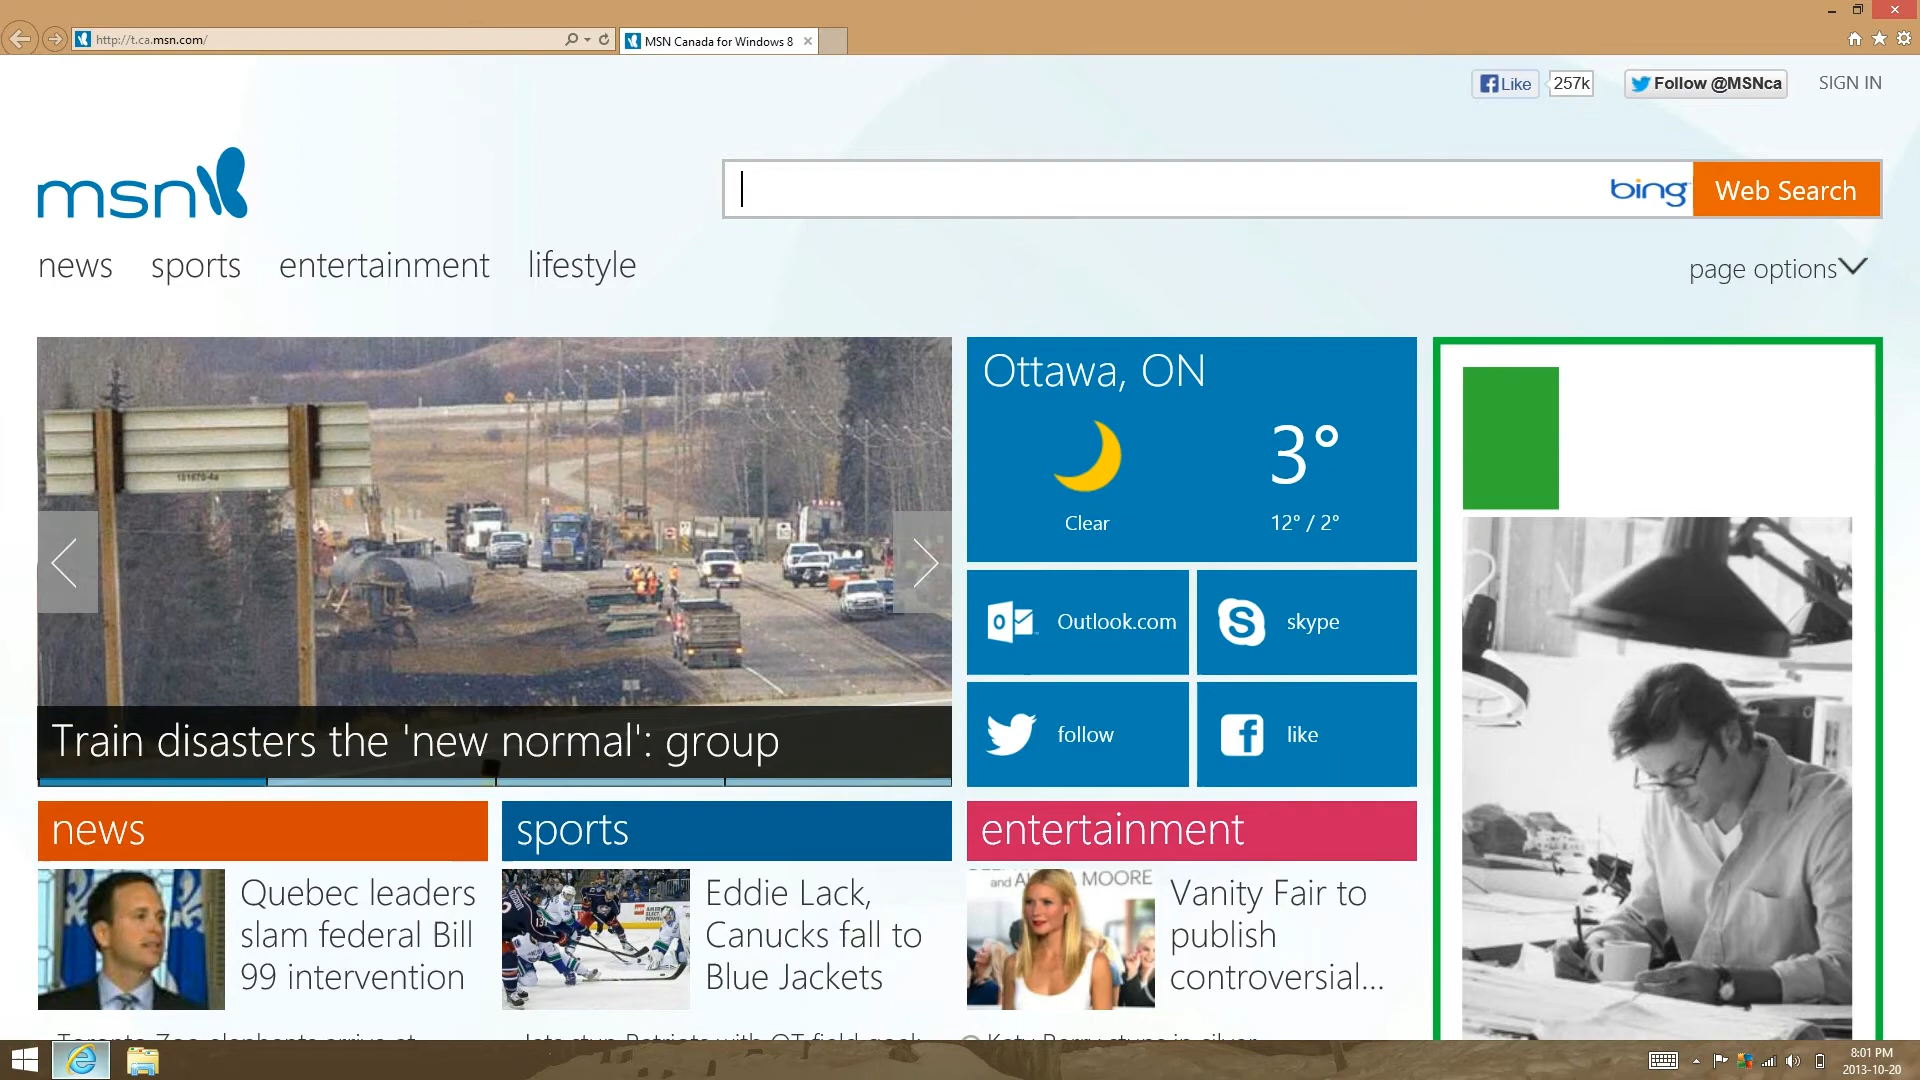 http://t.ca.msn.com/
MSN Canada for Windows 8
Like
257k
Follow @MSNca
SIGN IN
msn
bing
Web Search
news sports entertainment lifestyle
page options
Ottawa, ON
3°
Clear
12° / 2°
Outlook.com
skype
follow
like
Train disasters the 'new normal': group
news
sports
entertainment
Quebec leaders
slam federal Bill
99 intervention
Eddie Lack,
Canucks fall to
Blue Jackets
MOORE
Vanity Fair to
publish
controversial...
8:01 PM
2013-10-20